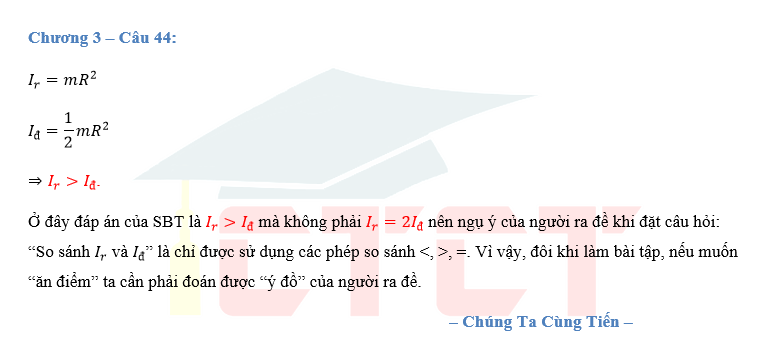 Chương 3 – Câu 44:
I_r = mR^2
I_đ = 1/2 mR^2
⇒ I_r > I_đ.
Ở đây đáp án của SBT là I_r > I_đ mà không phải I_r = 2I_đ nên ngụ ý của người ra đề khi đặt câu hỏi:
“So sánh I_r và I_đ” là chỉ được sử dụng các phép so sánh <, >, =. Vì vậy, đôi khi làm bài tập, nếu muốn
“ăn điểm” ta cần phải đoán được “ý đồ” của người ra đề.
– Chúng Ta Cùng Tiến –
CTCT